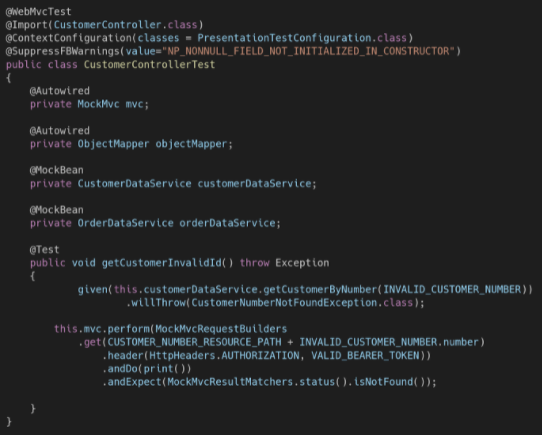 @WebMvcTest
@Import(CustomerController.class)
@ContextConfiguration(classes = PresentationTestConfiguration.class)
@SuppressFBWarnings(value="NP_NONNULL_FIELD_NOT_INITIALIZED_IN_CONSTRUCTOR")
public class CustomerControllerTest
{
    @Autowired
    private MockMvc mvc;

    @Autowired
    private ObjectMapper objectMapper;

    @MockBean
    private CustomerDataService customerDataService;

    @MockBean
    private OrderDataService orderDataService;

    @Test
    public void getCustomerInvalidId() throw Exception
    {
            given(this.customerDataService.getCustomerByNumber(INVALID_CUSTOMER_NUMBER))
                    .willThrow(CustomerNumberNotFoundException.class);

        this.mvc.perform(MockMvcRequestBuilders
            .get(CUSTOMER_NUMBER_RESOURCE_PATH + INVALID_CUSTOMER_NUMBER.number)
                .header(HttpHeaders.AUTHORIZATION, VALID_BEARER_TOKEN))
                .andDo(print())
                .andExpect(MockMvcResultMatchers.status().isNotFound());

    }
}